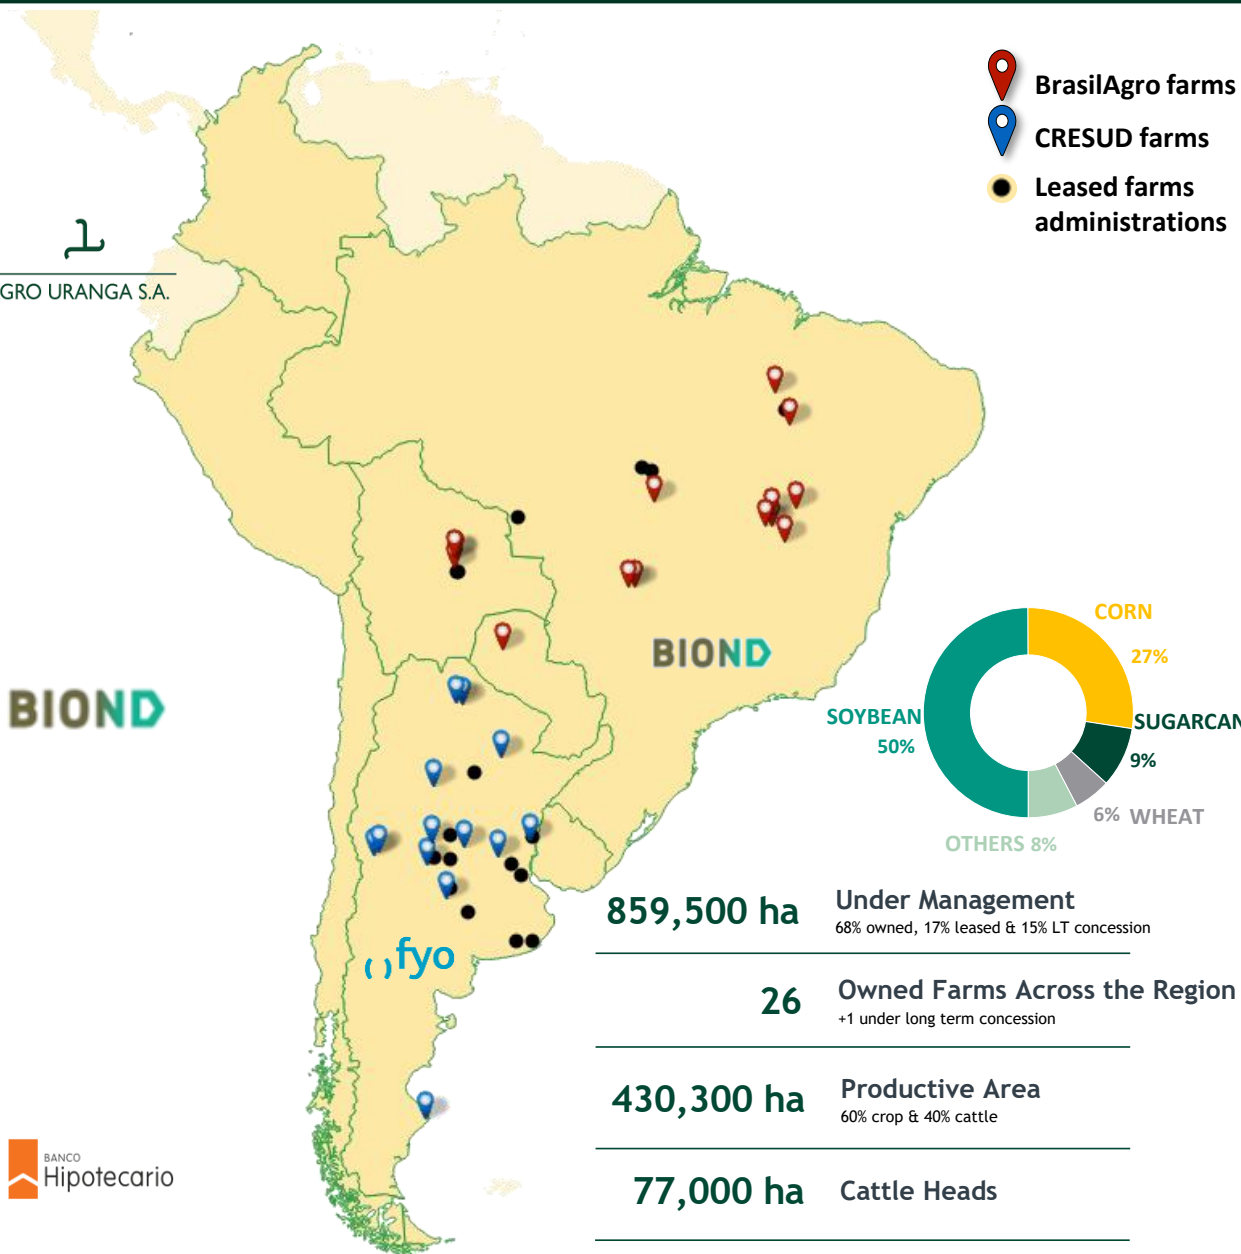 BrasilAgro farms
CRESUD farms
Leased farms
administrations
GRO URANGA S.A.
BIOND
BIOND
CORN
27%
SUGARCAN
9%
6% WHEAT
OTHERS 8%
SOYBEAN
50%
fyo
859,500 ha
Under Management
68% owned, 17% leased & 15% LT concession
26
Owned Farms Across the Region
+1 under long term concession
430,300 ha
Productive Area
60% crop & 40% cattle
77,000 ha
Cattle Heads
BANCO
Hipotecario